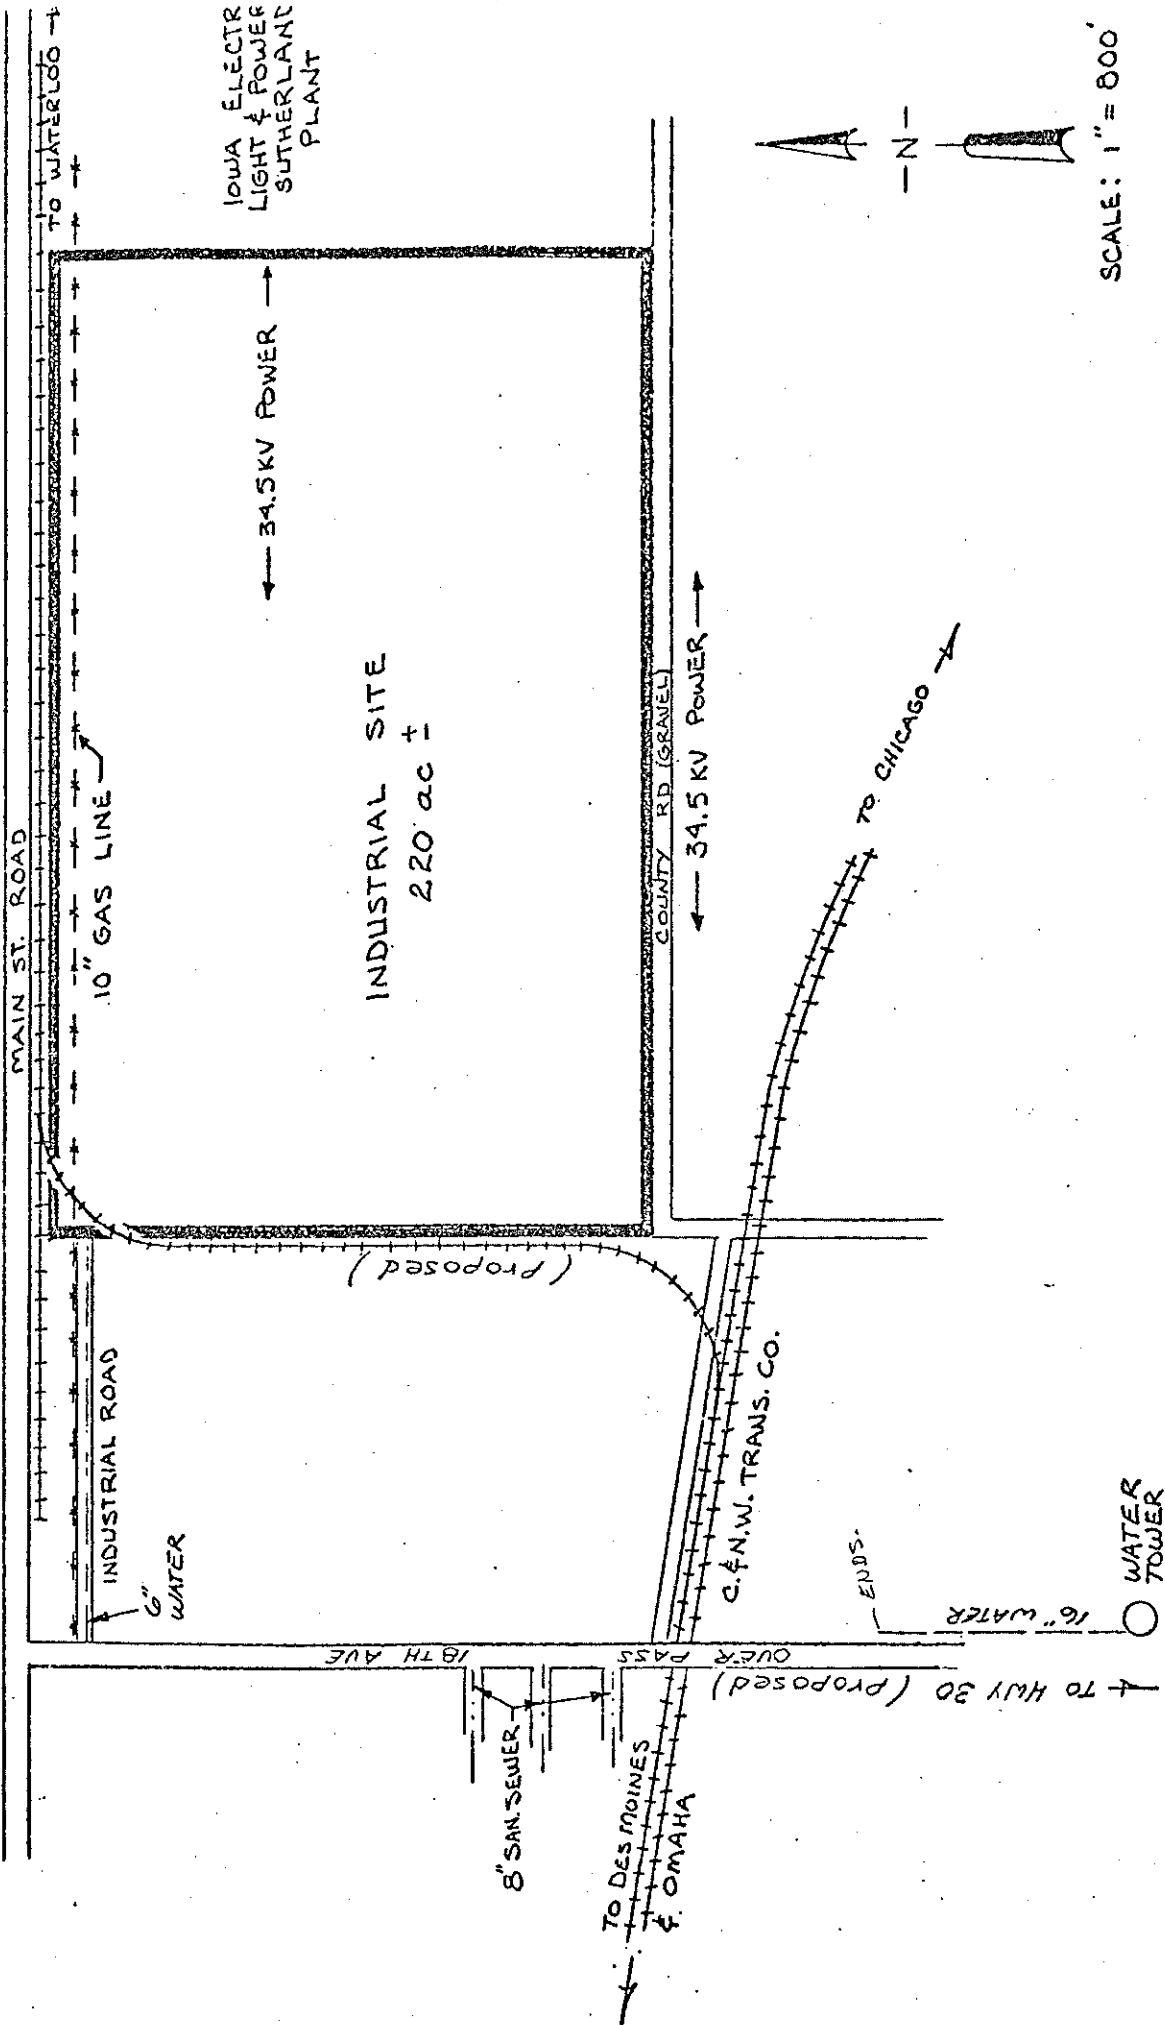 MAIN ST. ROAD
TO WATERLOO
IOWA ELECTR
LIGHT & POWER
SUTHERLAND
PLANT
10" GAS LINE
34.5KV POWER
INDUSTRIAL SITE
220 ac ±
INDUSTRIAL ROAD
6"
WATER
(Proposed)
COUNTY RD (GRAVEL)
34.5 KV POWER
TO CHICAGO
C. & N.W. TRANS. CO.
18TH AVE
OVER PASS
8" SAN. SEWER
TO DES MOINES
& OMAHA
TO HWY 30 (Proposed)
ENDS.
16" WATER
WATER
TOWER
-N-
SCALE: 1" = 800'